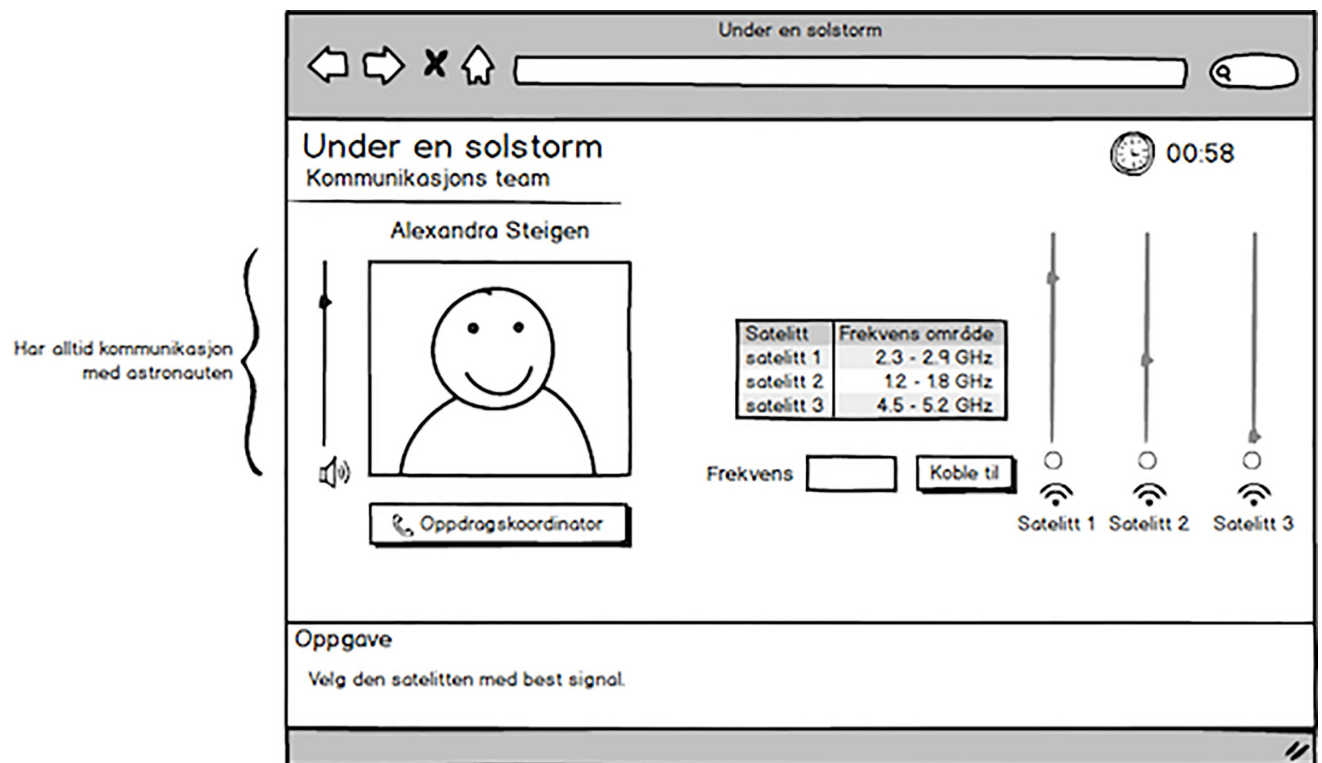 Under en solstorm
Under en solstorm
Kommunikasjons team
00:58
Alexandra Steigen
Har alltid kommunikasjon
med astronauten
Satelitt Frekvens område
satelitt 1 2.3 - 2.9 GHz
satelitt 2 1.2 - 1.8 GHz
satelitt 3 4.5 - 5.2 GHz
Frekvens
Koble til
Satelitt 1 Satelitt 2 Satelitt 3
Oppdragskoordinator
Oppgave
Velg den satelitten med best signal.